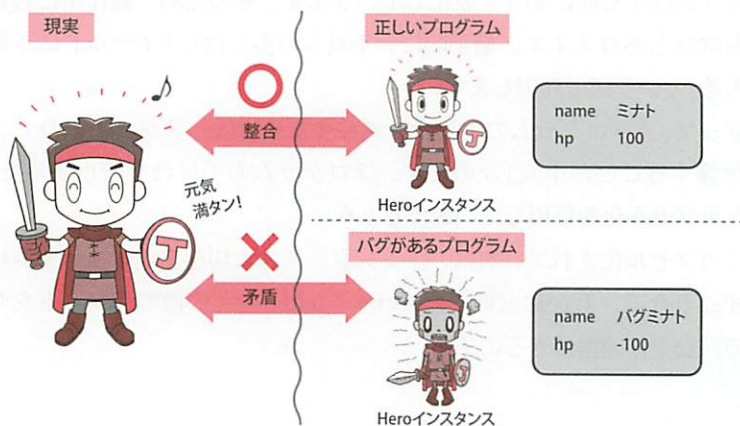 現実
元気
満タン!
J
整合
矛盾
正しいプログラム
J
Heroインスタンス
name ミナト
hp 100
バグがあるプログラム
Heroインスタンス
name バグミナト
hp -100